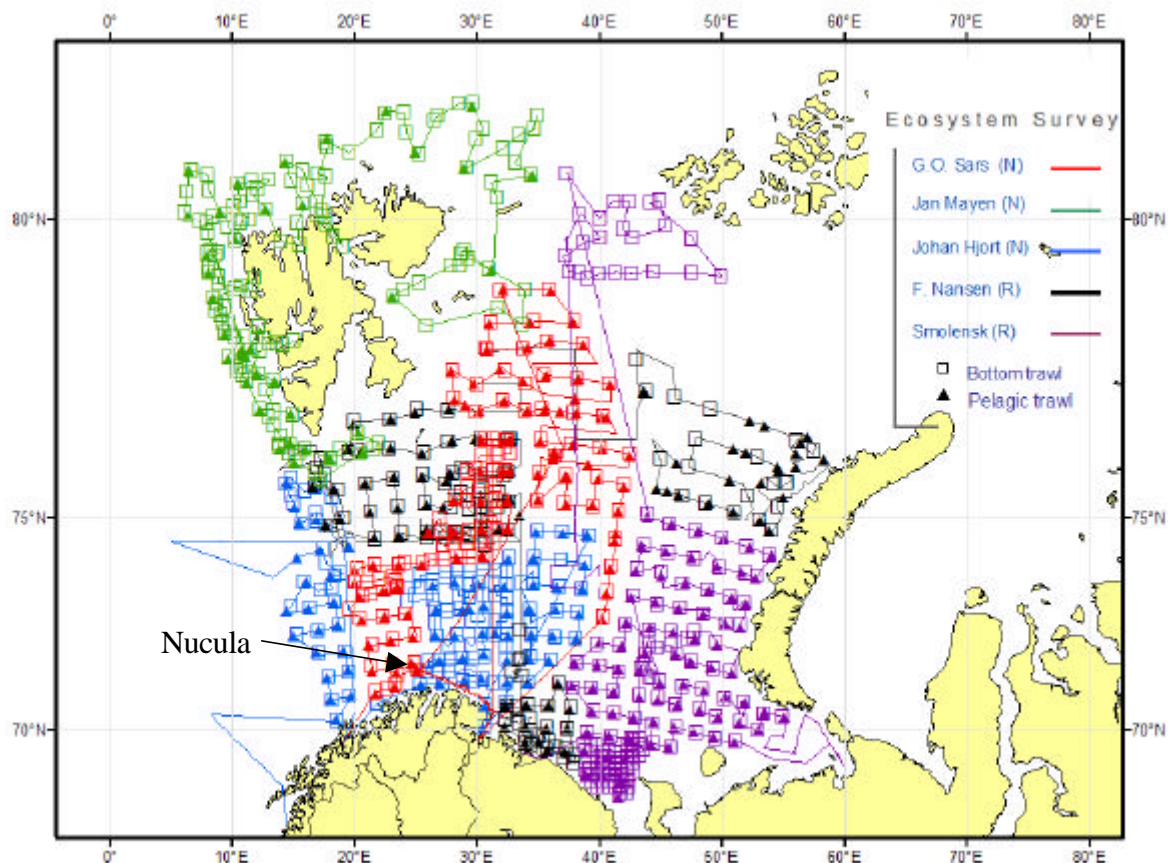 0° 10°E 20°E 30°E 40°E 50°E 60°E 70°E 80°E
Ecosystem Survey
G.O. Sars (N)
Jan Mayen (N)
Johan Hjort (N)
F. Nansen (R)
Smolensk (R)
Bottom trawl
Pelagic trawl
80°N 80°N
75°N 75°N
Nucula
70°N 70°N
0° 10°E 20°E 30°E 40°E 50°E 60°E 70°E 80°E